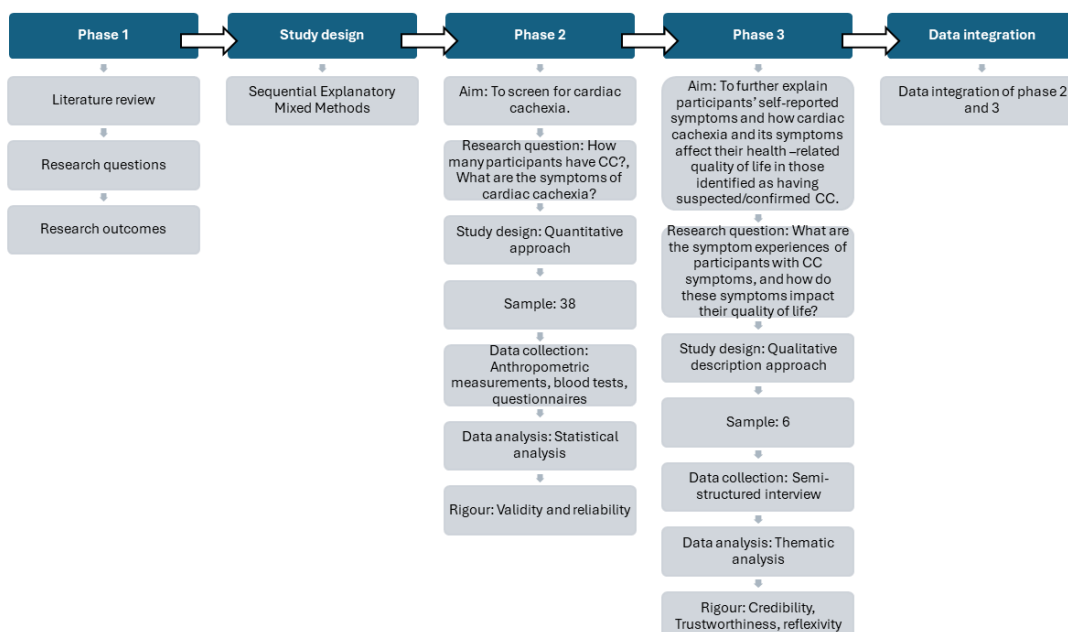 Phase 1
Literature review
Research questions
Research outcomes
Study design
Sequential Explanatory
Mixed Methods
Phase 2
Aim: To screen for cardiac
cachexia.
Research question: How
many participants have CC?,
What are the symptoms of
cardiac cachexia?
Study design: Quantitative
approach
Sample: 38
Data collection:
Anthropometric
measurements, blood tests,
questionnaires
Data analysis: Statistical
analysis
Rigour: Validity and reliability
Phase 3
Aim: To further explain
participants' self-reported
symptoms and how cardiac
cachexia and its symptoms
affect their health –related
quality of life in those
identified as having
suspected/confirmed CC.
Research question: What are
the symptom experiences of
participants with CC
symptoms, and how do
these symptoms impact
their quality of life?
Study design: Qualitative
description approach
Sample: 6
Data collection: Semi-
structured interview
Data analysis: Thematic
analysis
Rigour: Credibility,
Trustworthiness, reflexivity
Data integration
Data integration of phase 2
and 3